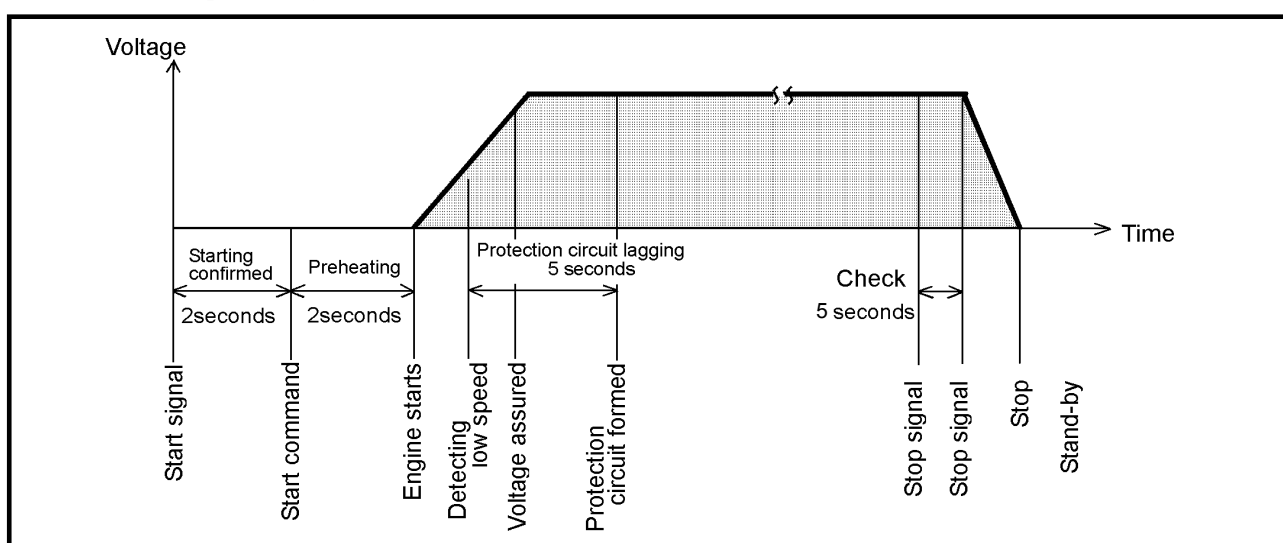 Voltage
Time
Starting
confirmed
Preheating
Protection circuit lagging
5 seconds
Check
2seconds
2seconds
5 seconds
Start signal
Start command
Engine starts
Detecting
low speed
Voltage assured
Protection
circuit formed
Stop signal
Stop signal
Stop
Stand-by